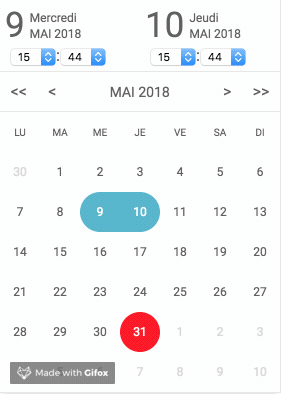 9 Mercredi MAI 2018 10 Jeudi MAI 2018
15 : 44 15 : 44
<< < MAI 2018 > >>
LU MA ME JE VE SA DI
30 1 2 3 4 5 6
7 8 9 10 11 12 13
14 15 16 17 18 19 20
21 22 23 24 25 26 27
28 29 30 31 1 2 3
Made with Gifox 7 8 9 10